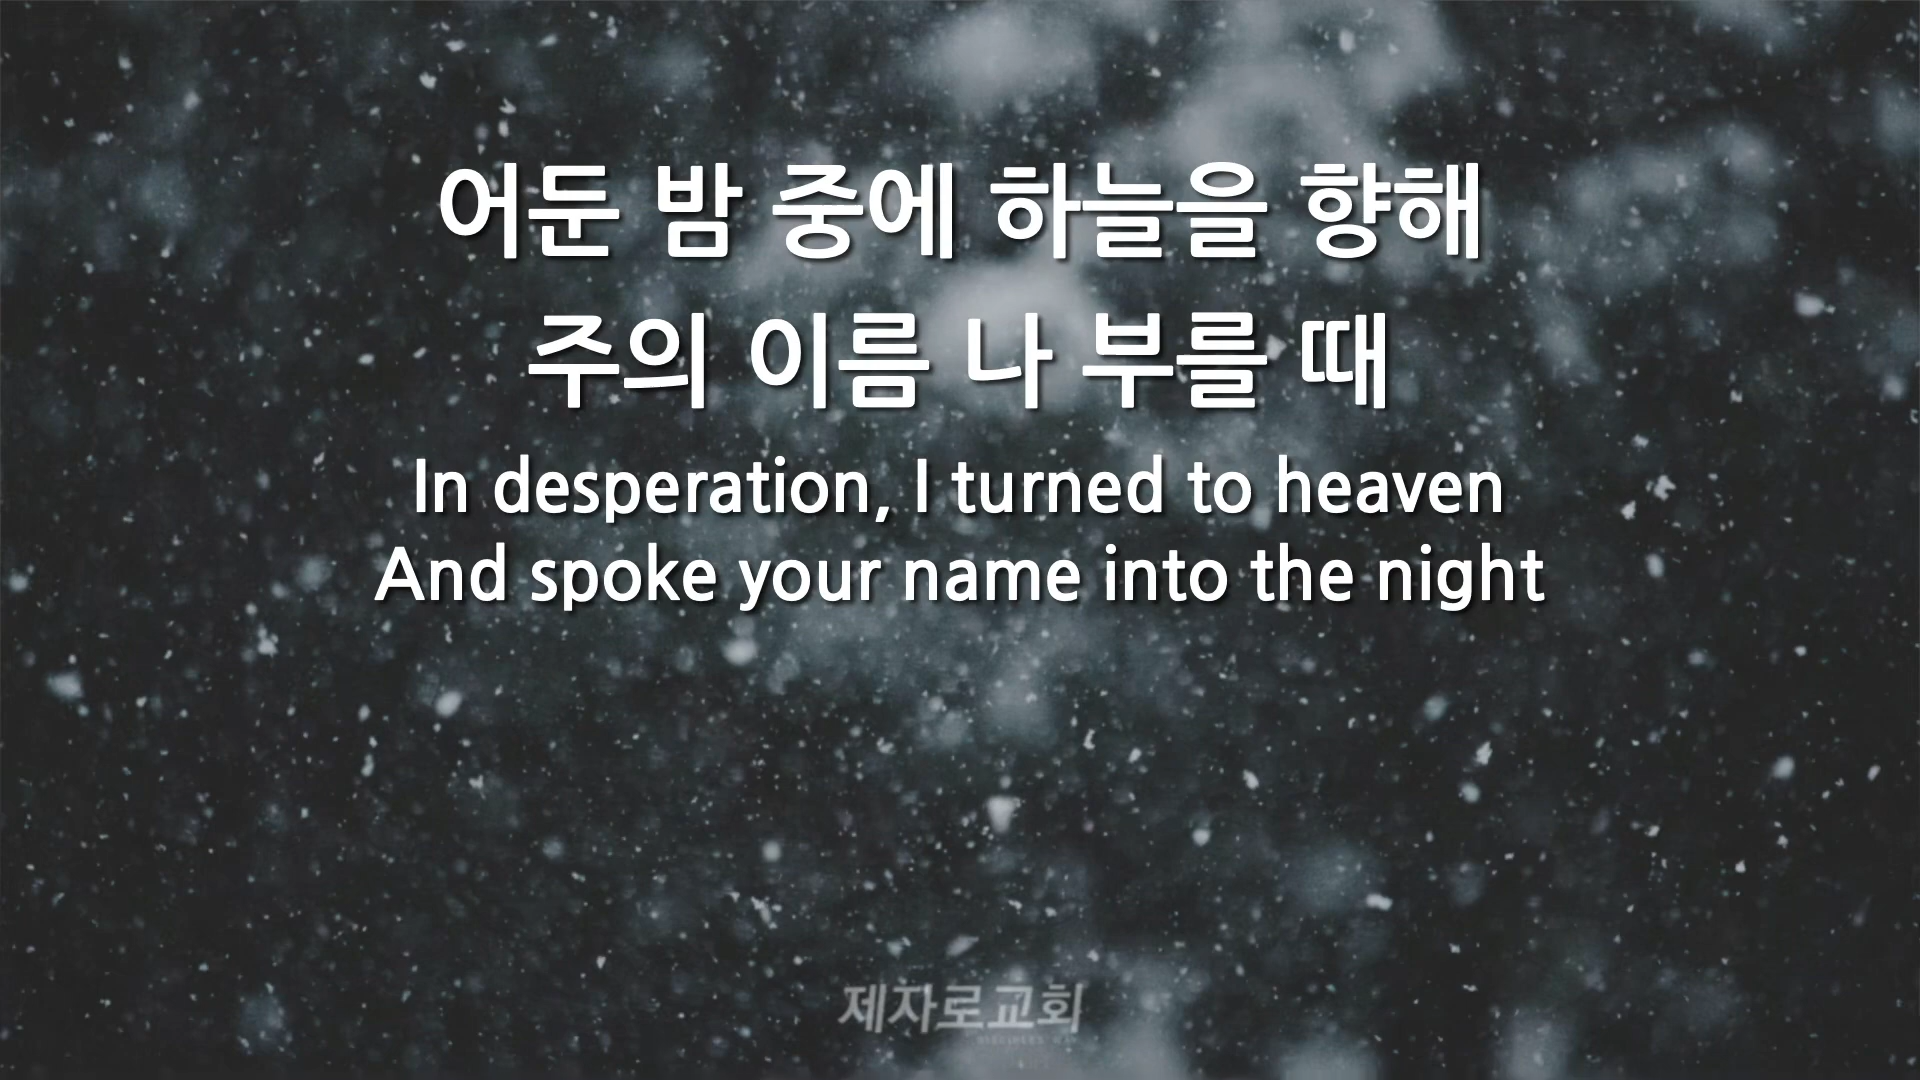 어둔 밤 중에 하늘을 향해
주의 이름 나 부를 때
In desperation, I turned to heaven
And spoke your name into the night
제자로교회